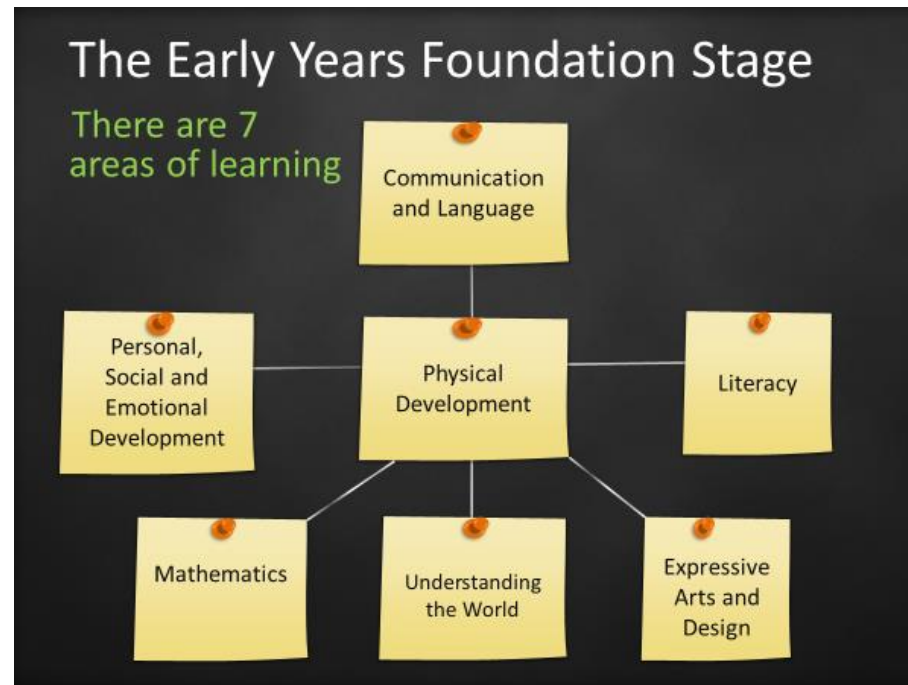 The Early Years Foundation Stage
There are 7
areas of learning
Communication
and Language
Personal,
Social and
Emotional
Development
Physical
Development
Literacy
Mathematics
Understanding
the World
Expressive
Arts and
Design